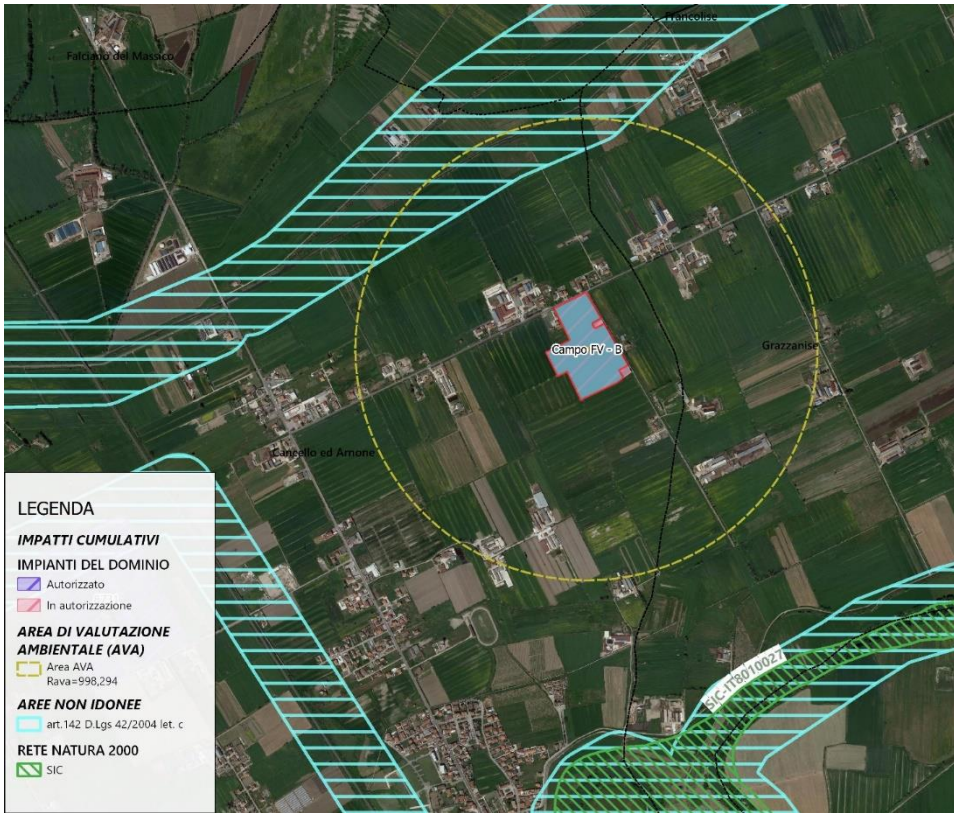 Francolise
Falciano del Massico
Campo FV - B
Grazzanise
Cancello ed Arnone
SIC-IT8010027
LEGENDA
IMPATTI CUMULATIVI
IMPIANTI DEL DOMINIO
Autorizzato
In autorizzazione
AREA DI VALUTAZIONE
AMBIENTALE (AVA)
Area AVA
Rava=998,294
AREE NON IDONEE
art.142 D.Lgs 42/2004 let. c
RETE NATURA 2000
SIC